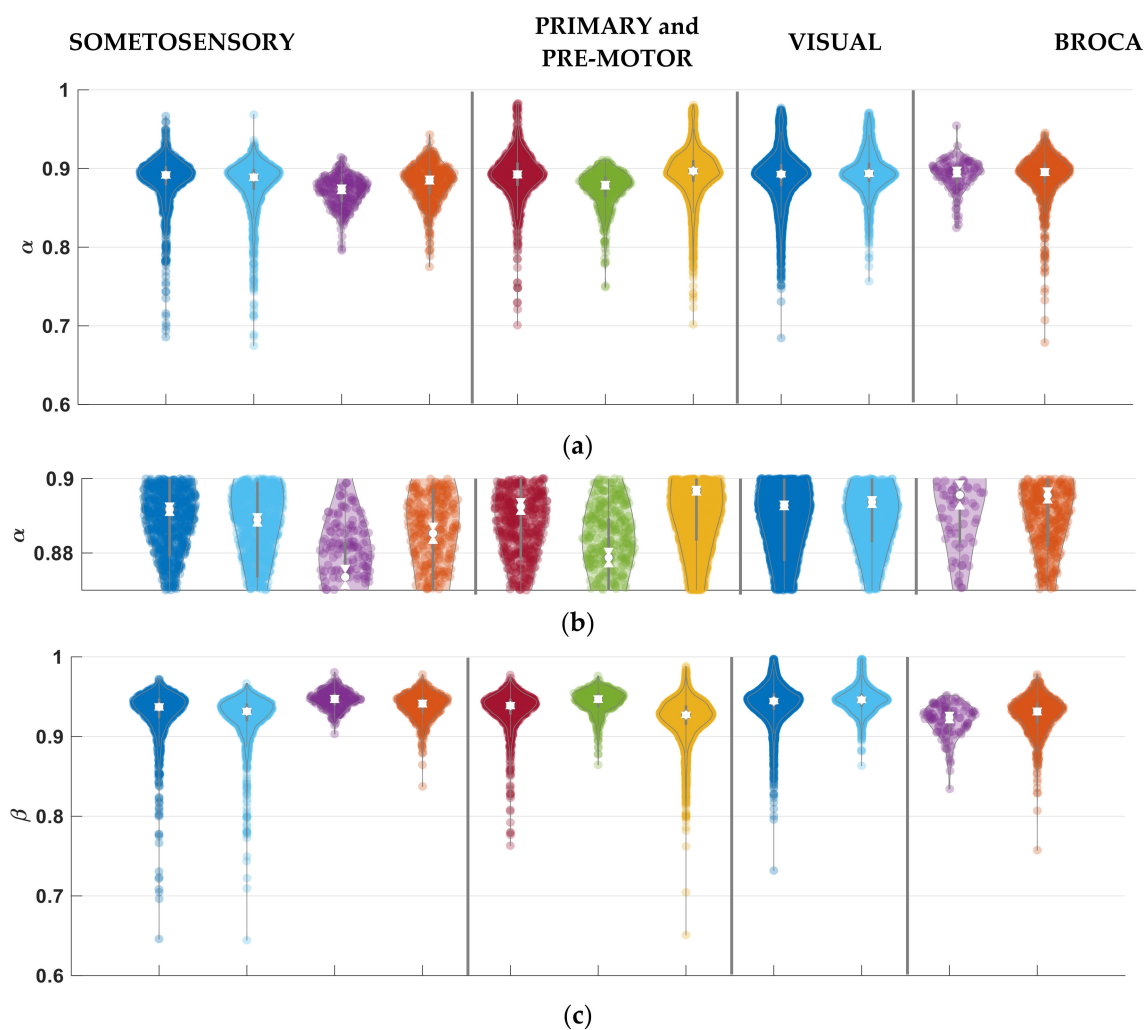 SOMETOSENSORY
PRIMARY and
PRE-MOTOR
VISUAL
BROCA
1
0.9
0.8
0.7
0.6
α
(a)
0.9
0.88
α
(b)
1
0.9
0.8
0.7
0.6
β
(c)